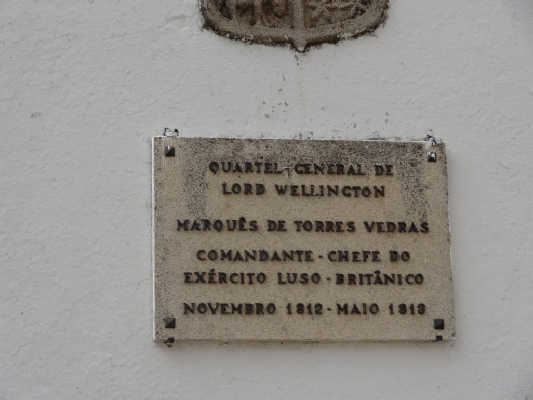 QUARTEL-GENERAL DE
LORD WELLINGTON
MARQUÊS DE TORRES VEDRAS
COMANDANTE-CHEFE DO
EXÉRCITO LUSO-BRITÂNICO
NOVEMBRO 1812-MAIO 1813